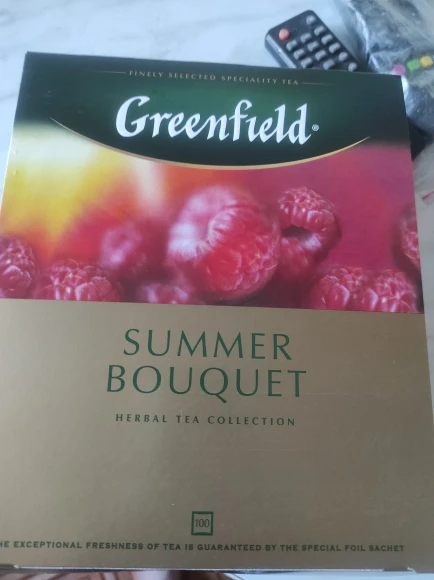 FINELY SELECTED SPECIALITY TEA
Greenfield®
SUMMER
BOUQUET
HERBAL TEA COLLECTION
100
THE EXCEPTIONAL FRESHNESS OF TEA IS GUARANTEED BY THE SPECIAL FOIL SACHET